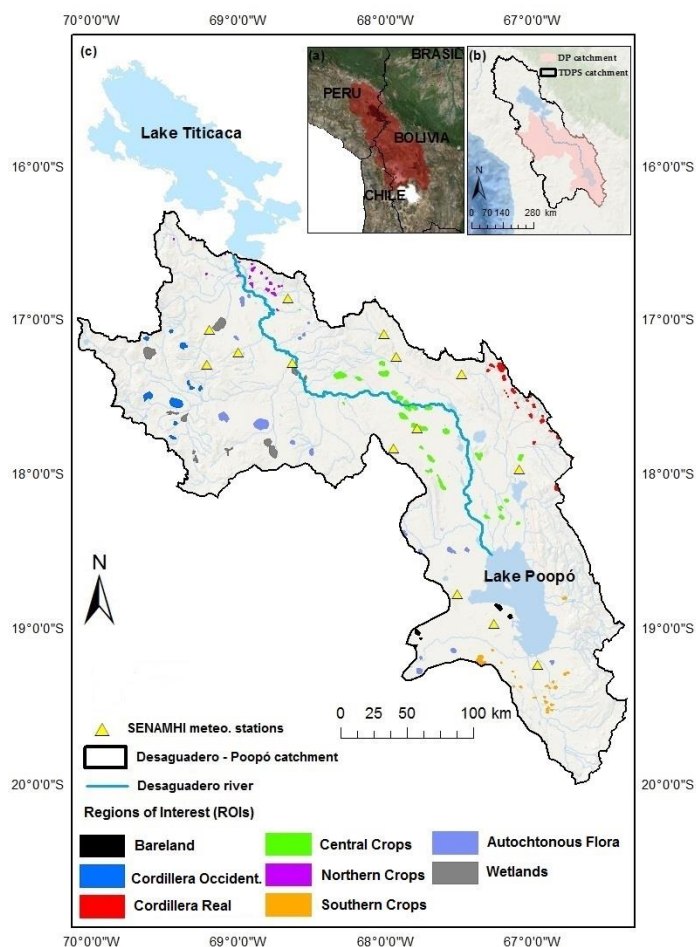 70°0'0"W 69°0'0"W 68°0'0"W 67°0'0"W
(c)
(a)
BRASIL
PERU
BOLIVIA
CHILE
(b)
DP catchment
TDPS catchment
N
0 70 140 280 km
Lake Titicaca
16°0'0"S
16°0'0"S
17°0'0"S
17°0'0"S
18°0'0"S
18°0'0"S
Lake Poopó
N
19°0'0"S
19°0'0"S
SENAMHI meteo. stations
0 25 50 100 km
Desaguadero - Poopó catchment
Desaguadero river
20°0'0"S
20°0'0"S
Regions of Interest (ROIs)
Bareland
Central Crops
Autochtonous Flora
Cordillera Occident.
Northern Crops
Wetlands
Cordillera Real
Southern Crops
70°0'0"W 69°0'0"W 68°0'0"W 67°0'0"W